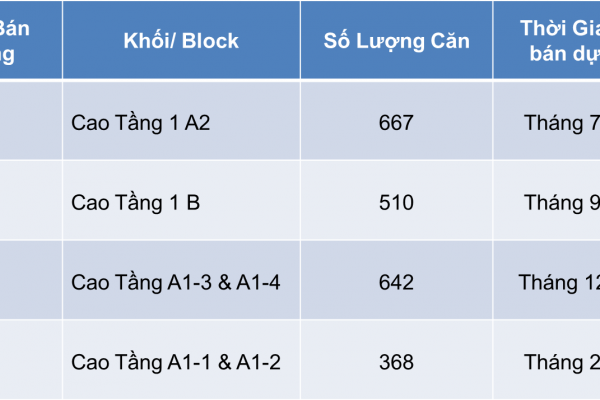 Bán
Khối/ Block
Số Lượng Căn
Thời
bán
Cao Tầng 1 A2
667
Tháng 7
Cao Tầng 1 B
510
Tháng 9
Cao Tầng A1-3 & A1-4
642
Tháng 12
Cao Tầng A1-1 & A1-2
368
Tháng 2